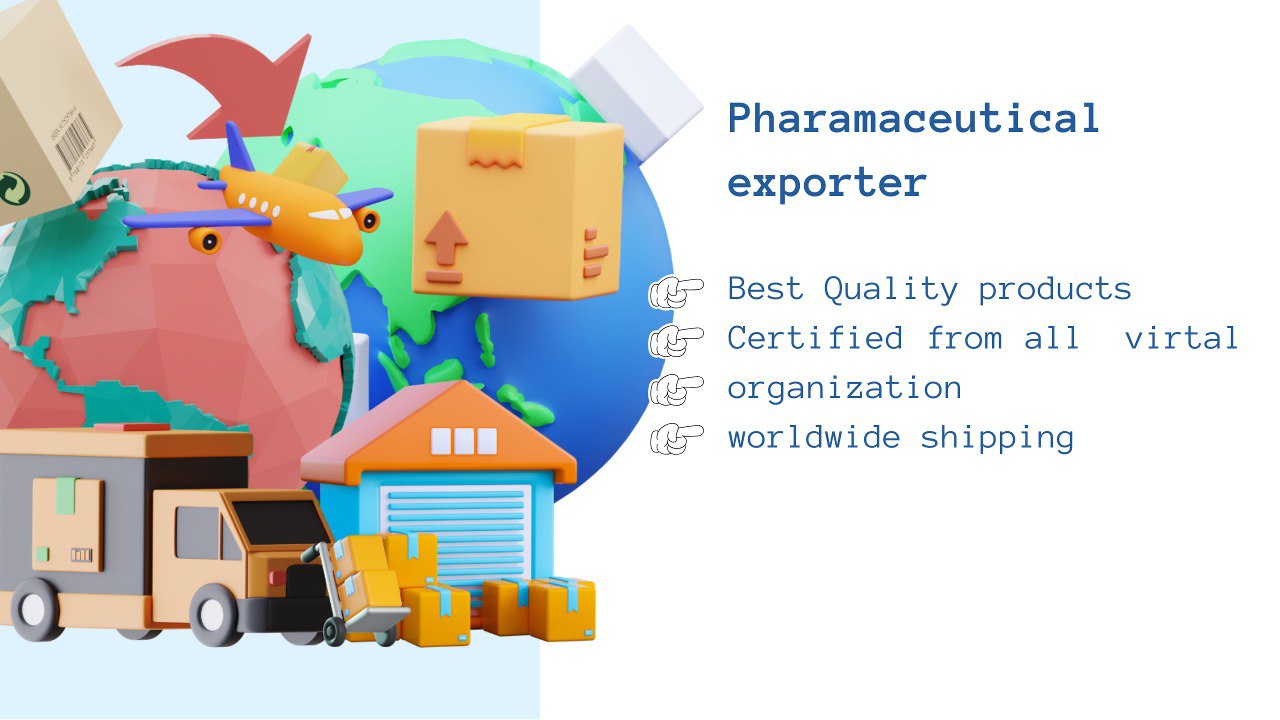 Pharamaceutical
exporter
Best Quality products
Certified from all virtal
organization
worldwide shipping